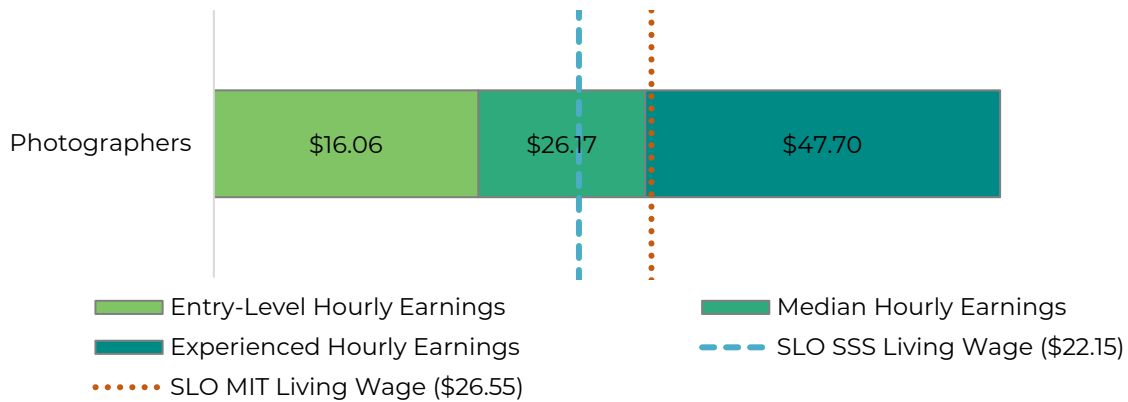 Photographers
$16.06
$26.17
$47.70
Entry-Level Hourly Earnings
Median Hourly Earnings
Experienced Hourly Earnings
SLO SSS Living Wage ($22.15)
SLO MIT Living Wage ($26.55)